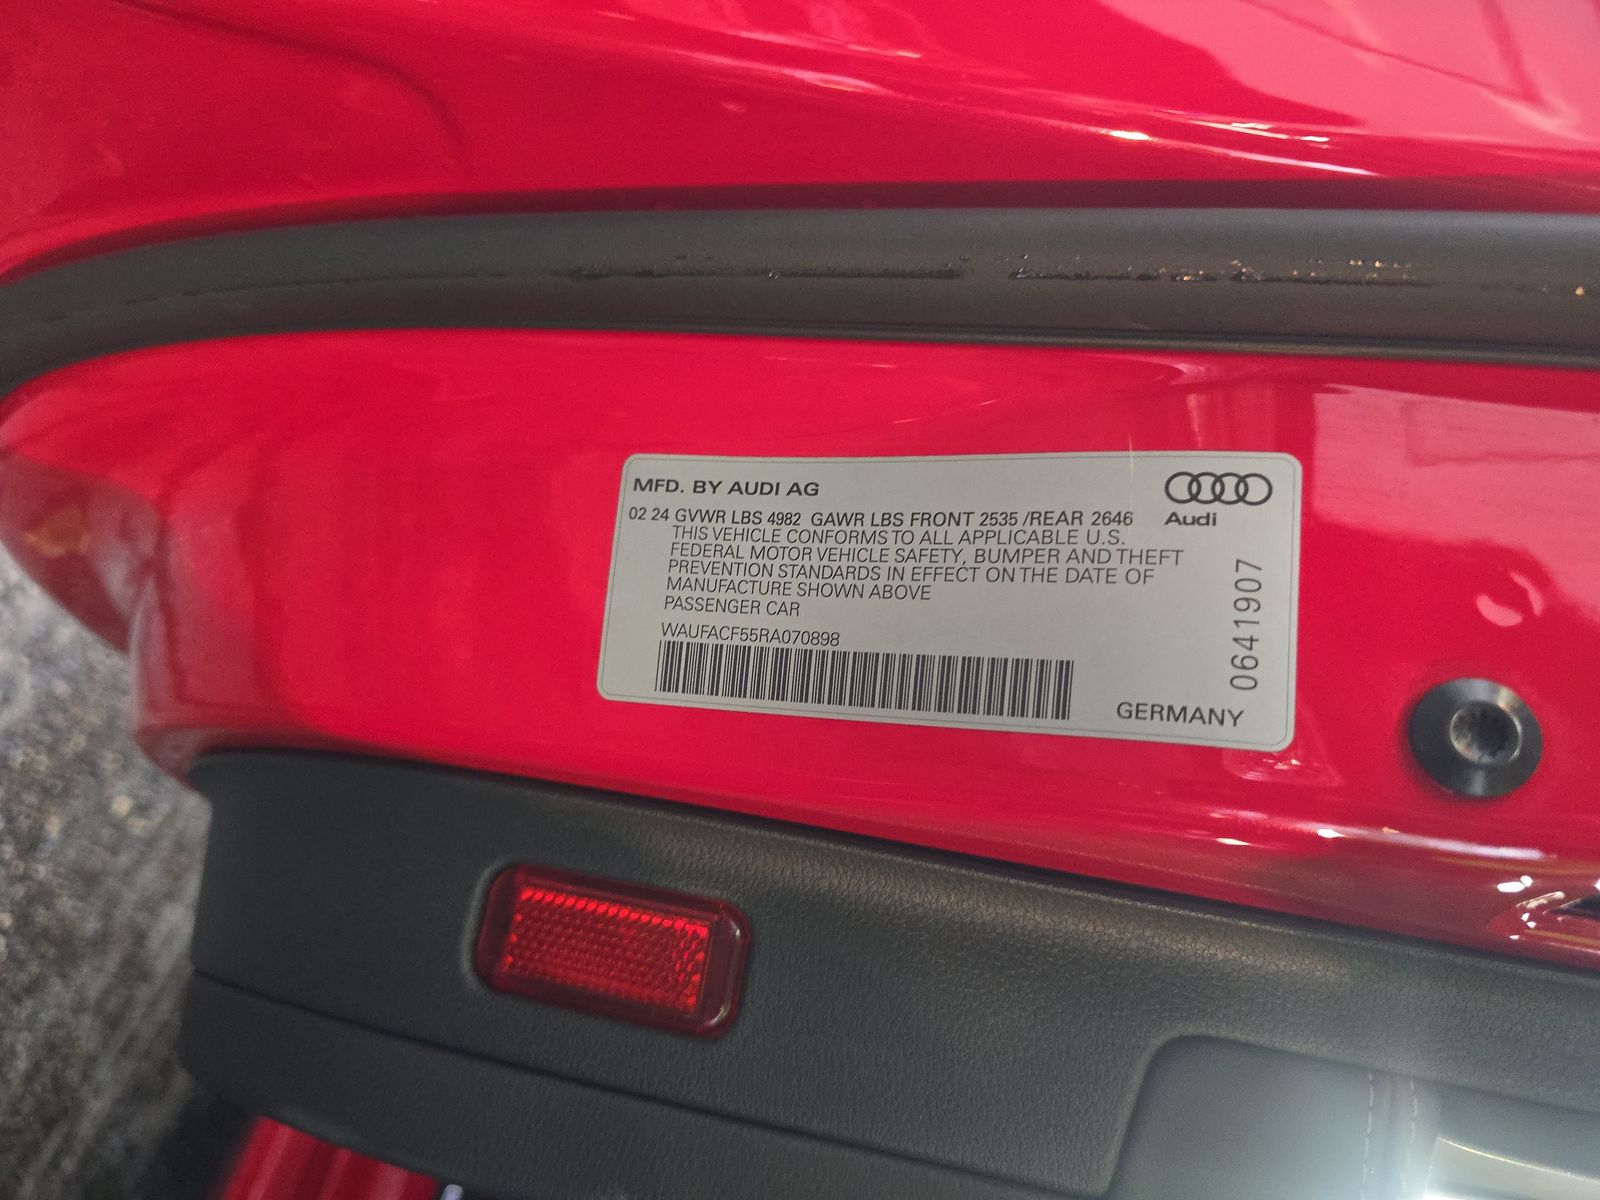 MFD. BY AUDI AG
Audi
02 24 GVWR LBS 4982 GAWR LBS FRONT 2535 /REAR 2646
THIS VEHICLE CONFORMS TO ALL APPLICABLE U.S.
FEDERAL MOTOR VEHICLE SAFETY, BUMPER AND THEFT
PREVENTION STANDARDS IN EFFECT ON THE DATE OF
MANUFACTURE SHOWN ABOVE
PASSENGER CAR
WAUFACF55RA070898
0641907
GERMANY